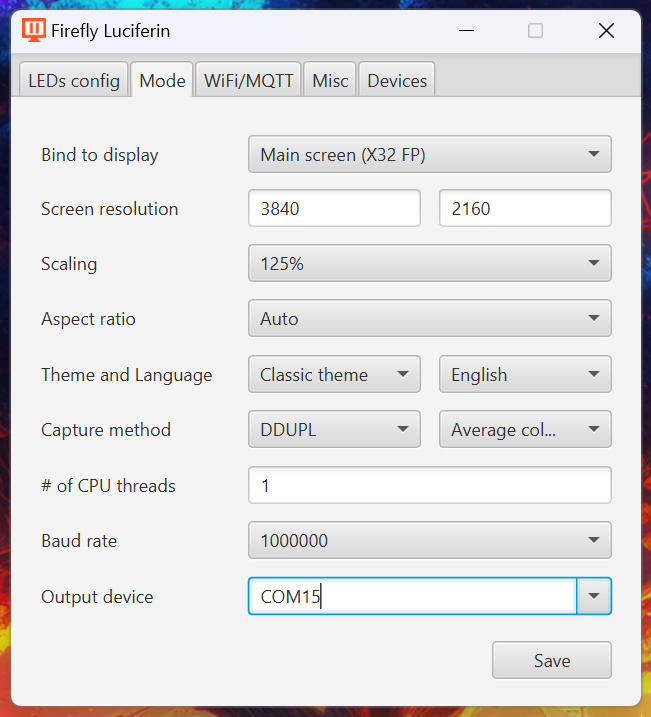 Firefly Luciferin
LEDs config Mode WiFi/MQTT Misc Devices
Bind to display Main screen (X32 FP)
Screen resolution 3840 2160
Scaling 125%
Aspect ratio Auto
Theme and Language Classic theme English
Capture method DDUPL Average col...
# of CPU threads 1
Baud rate 1000000
Output device COM15
Save